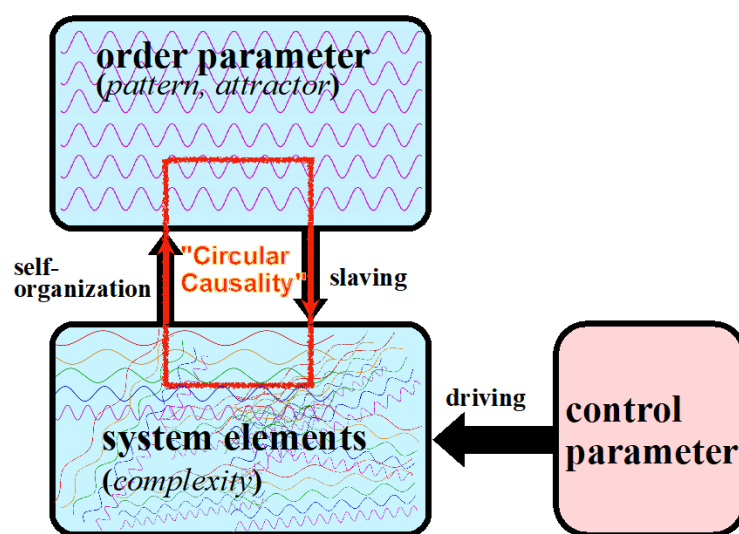 order parameter
(pattern, attractor)
"Circular
Causality"
self-
organization
slaving
system elements
(complexity)
driving
control
parameter